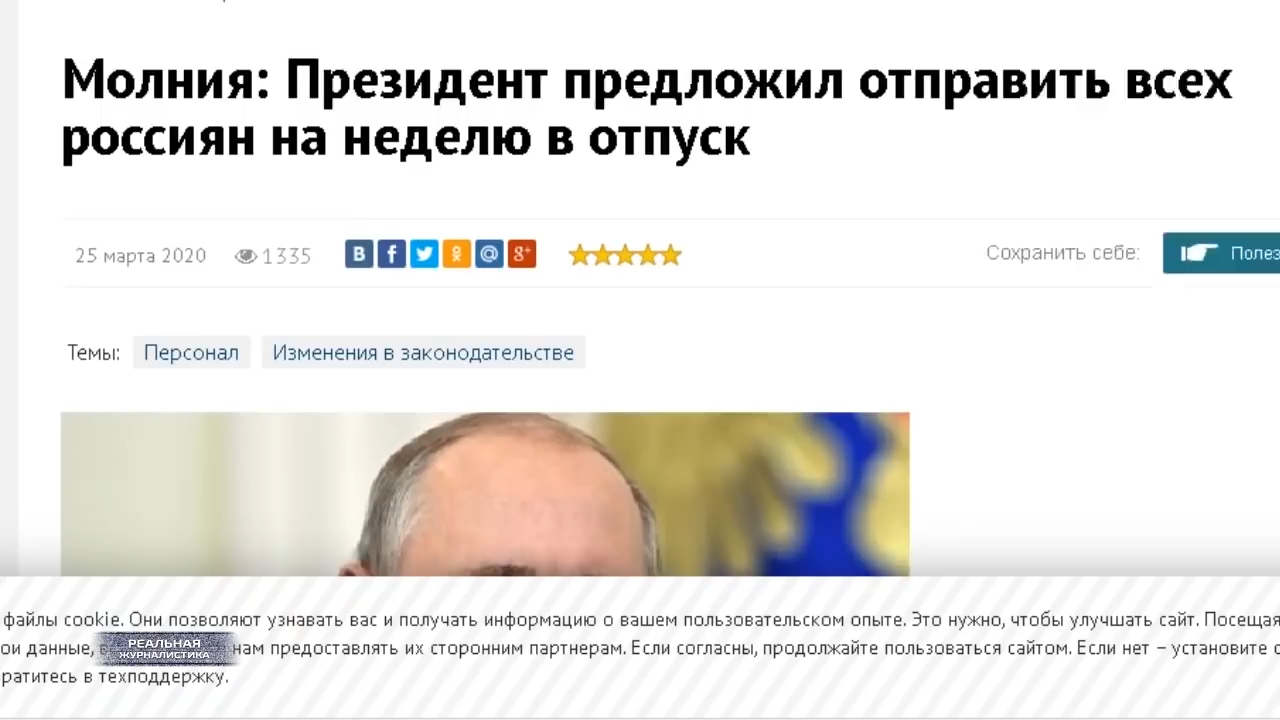 Молния: Президент предложил отправить всех
россиян на неделю в отпуск
25 марта 2020
1335
В f @ g+
Сохранить себе:
Полез
Темы: Персонал Изменения в законодательстве
файлы cookie. Они позволяют узнавать вас и получать информацию о вашем пользовательском опыте. Это нужно, чтобы улучшать сайт. Посещая
ои данные, в нам предоставлять их сторонним партнерам. Если согласны, продолжайте пользоваться сайтом. Если нет – установите с
РЕАЛЬНАЯ
ЖУРНАЛИСТИКА
ратитесь в техподдержку.